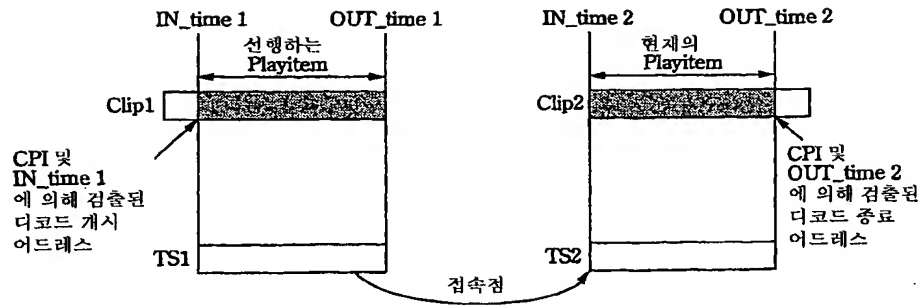 IN_time 1
OUT_time 1
IN_time 2
OUT_time 2
선행하는
Playitem
현재의
Playitem
Clip1
Clip2
CPI 및
IN_time 1
에 의해 검출된
디코드 개시
어드레스
CPI 및
OUT_time 2
에 의해 검출된
디코드 종료
어드레스
TS1
TS2
접속점